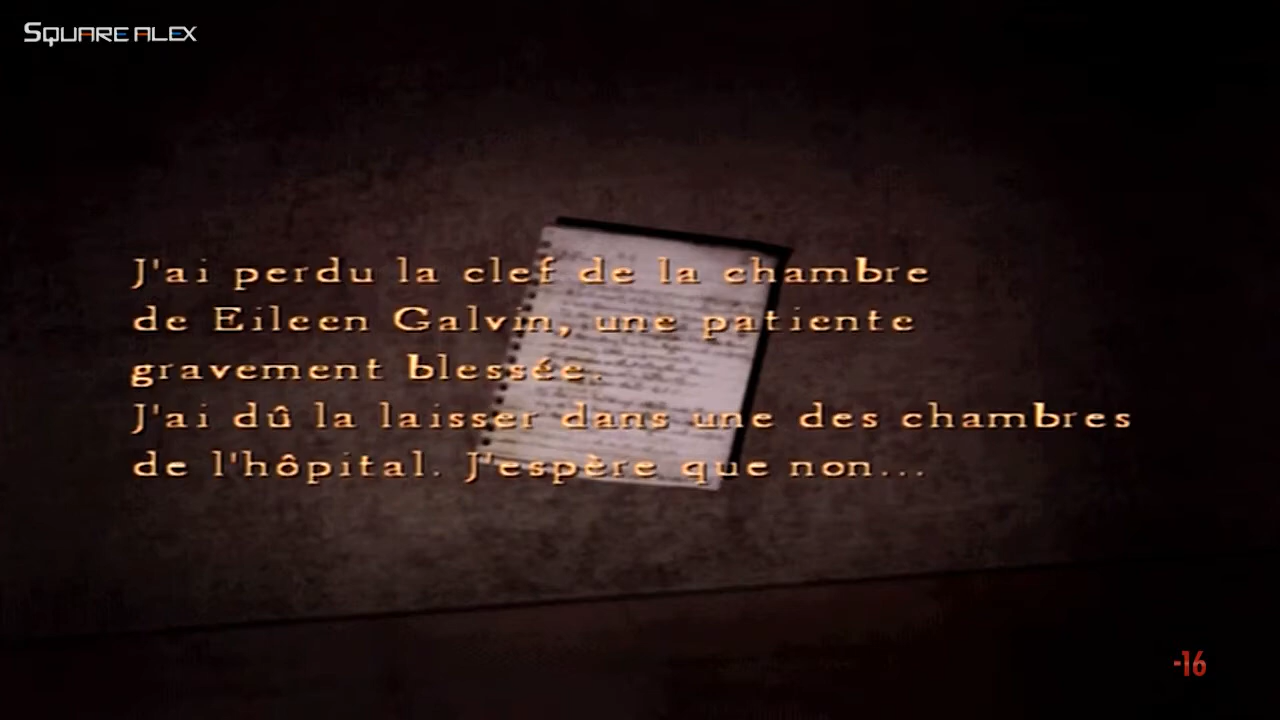 SQUARE ALEX
J'ai perdu la clef de la chambre
de Eileen Galvin, une patiente
gravement blessée.
J'ai dû la laisser dans une des chambres
de l'hôpital. J'espère que non...
-16